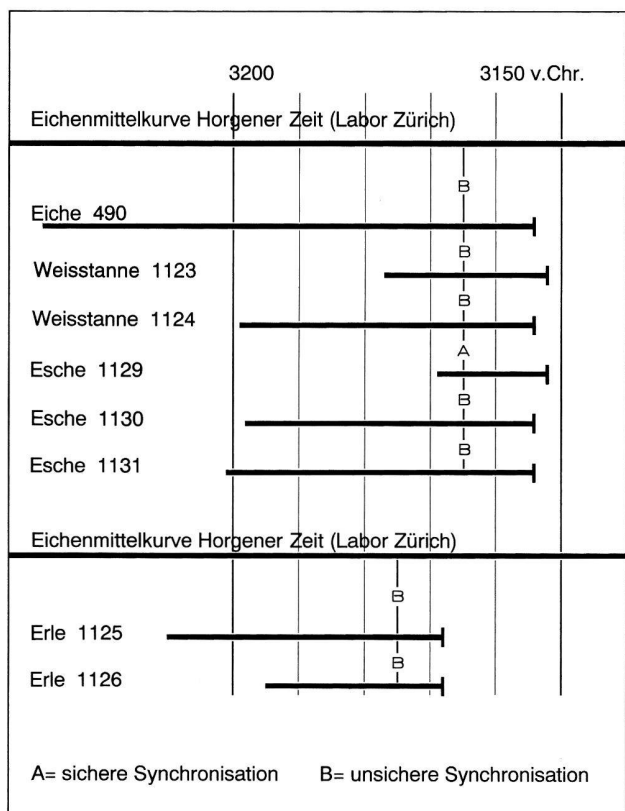 3200 3150 v.Chr.
Eichenmittelkurve Horgener Zeit (Labor Zürich)
B
Eiche 490
B
Weisstanne 1123
B
Weisstanne 1124
A
Esche 1129
B
Esche 1130
B
Esche 1131
Eichenmittelkurve Horgener Zeit (Labor Zürich)
B
Erle 1125
B
Erle 1126
A= sichere Synchronisation B= unsichere Synchronisation